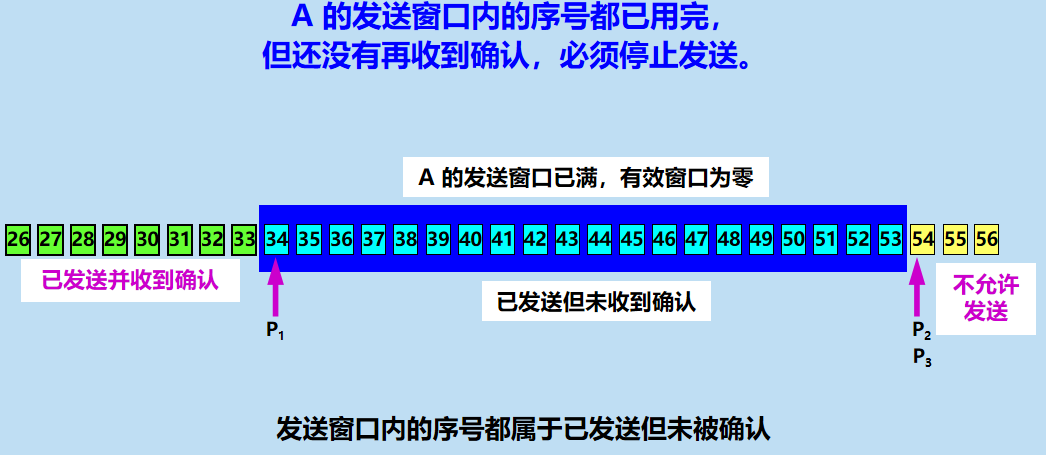 A 的发送窗口内的序号都已用完，
但还没有再收到确认，必须停止发送。
A 的发送窗口已满，有效窗口为零
26 27 28 29 30 31 32 33 34 35 36 37 38 39 40 41 42 43 44 45 46 47 48 49 50 51 52 53 54 55 56
已发送并收到确认
已发送但未收到确认
不允许
发送
P1
P2
P3
发送窗口内的序号都属于已发送但未被确认